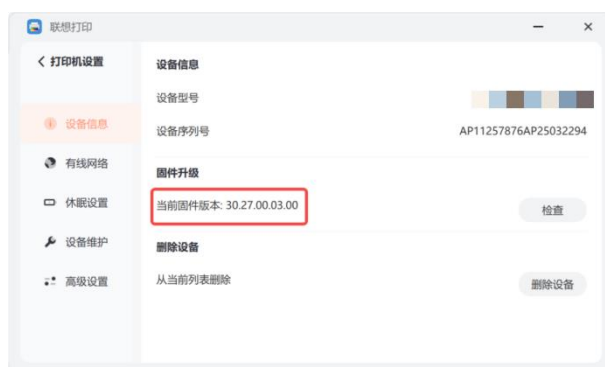 联想打印
打印机设置
设备信息
设备型号
设备信息
设备序列号 AP11257876AP25032294
有线网络
固件升级
休眠设置
当前固件版本: 30.27.00.03.00 检查
设备维护
删除设备
高级设置
从当前列表删除 删除设备